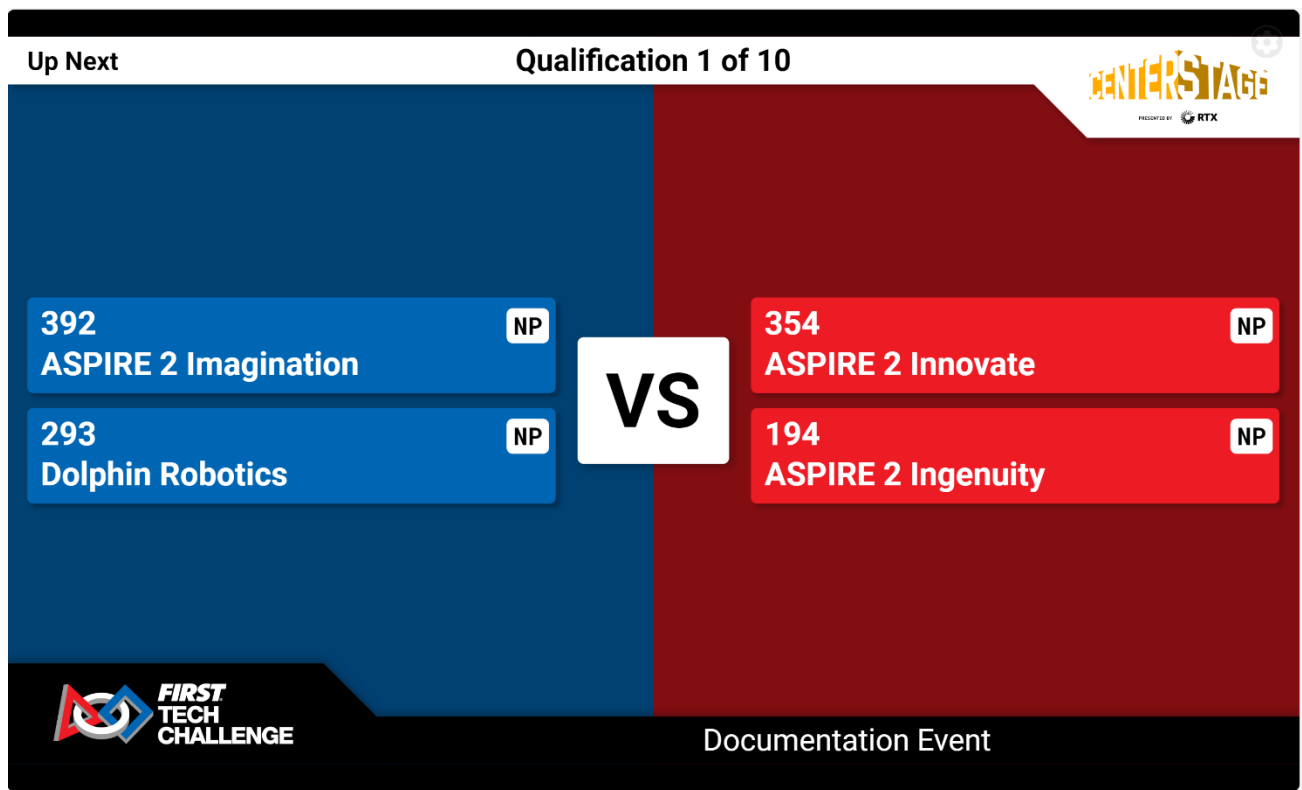 Up Next
Qualification 1 of 10
CENTERSTAGE
PRESENTED BY RTX
392
NP
ASPIRE 2 Imagination
293
NP
Dolphin Robotics
VS
354
NP
ASPIRE 2 Innovate
194
NP
ASPIRE 2 Ingenuity
FIRST
TECH
CHALLENGE
Documentation Event